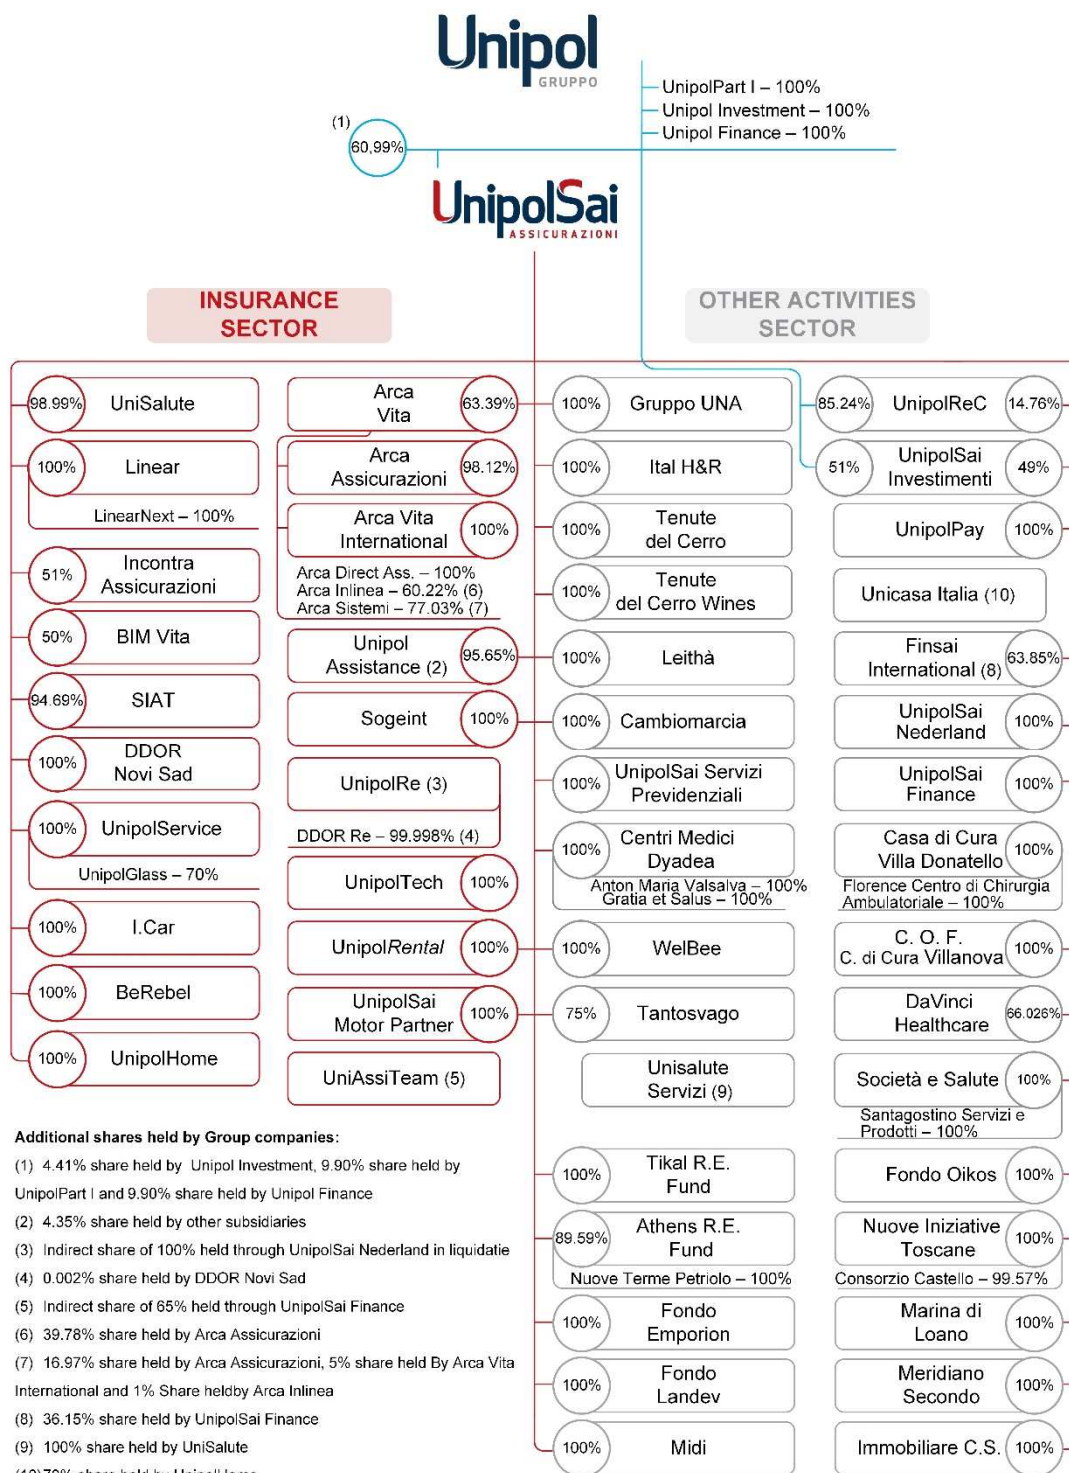 Unipol
GRUPPO
UnipolPart I – 100%
Unipol Investment – 100%
Unipol Finance – 100%
(1)
60,99%
UnipolSai
ASSICURAZIONI
INSURANCE
SECTOR
OTHER ACTIVITIES
SECTOR
98.99%
UniSalute
100%
Linear
LinearNext – 100%
51%
Incontra
Assicurazioni
50%
BIM Vita
94.69%
SIAT
100%
DDOR
Novi Sad
100%
UnipolService
UnipolGlass – 70%
100%
I.Car
100%
BeRebel
100%
UnipolHome
Arca
Vita
63.39%
Arca
Assicurazioni
98.12%
Arca Vita
International
100%
Arca Direct Ass. – 100%
Arca Inlinea – 60.22% (6)
Arca Sistemi – 77.03% (7)
Unipol
Assistance (2)
95.65%
Sogeint
100%
UnipolRe (3)
DDOR Re – 99.998% (4)
UnipolTech
100%
UnipolRental
100%
UnipolSai
Motor Partner
100%
UniAssiTeam (5)
100%
Gruppo UNA
100%
Ital H&R
100%
Tenute
del Cerro
100%
Tenute
del Cerro Wines
100%
Leithà
100%
Cambiomarcia
100%
UnipolSai Servizi
Previdenziali
100%
Centri Medici
Dyadea
Anton Maria Valsalva – 100%
Gratia et Salus – 100%
100%
WelBee
75%
Tantosvago
Unisalute
Servizi (9)
100%
Tikal R.E.
Fund
89.59%
Athens R.E.
Fund
Nuove Terme Petriolo – 100%
100%
Fondo
Emporion
100%
Fondo
Landev
100%
Midi
85.24%
UnipolReC
14.76%
51%
UnipolSai
Investimenti
49%
UnipolPay
100%
Unicasa Italia (10)
Finsai
International (8)
63.85%
UnipolSai
Nederland
100%
UnipolSai
Finance
100%
Casa di Cura
Villa Donatello
100%
Florence Centro di Chirurgia
Ambulatoriale – 100%
C. O. F.
C. di Cura Villanova
100%
DaVinci
Healthcare
66.026%
Società e Salute
100%
Santagostino Servizi e
Prodotti – 100%
Fondo Oikos
100%
Nuove Iniziative
Toscane
100%
Consorzio Castello – 99.57%
Marina di
Loano
100%
Meridiano
Secondo
100%
Immobiliare C.S.
100%
Additional shares held by Group companies:
(1) 4.41% share held by Unipol Investment, 9.90% share held by
UnipolPart I and 9.90% share held by Unipol Finance
(2) 4.35% share held by other subsidiaries
(3) Indirect share of 100% held through UnipolSai Nederland in liquidatie
(4) 0.002% share held by DDOR Novi Sad
(5) Indirect share of 65% held through UnipolSai Finance
(6) 39.78% share held by Arca Assicurazioni
(7) 16.97% share held by Arca Assicurazioni, 5% share held By Arca Vita
International and 1% Share heldby Arca Inlinea
(8) 36.15% share held by UnipolSai Finance
(9) 100% share held by UniSalute